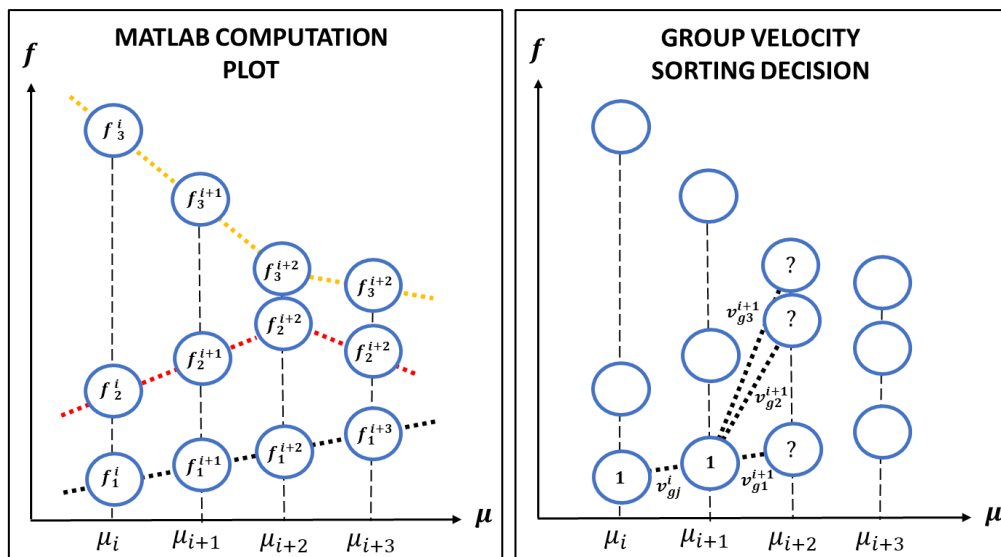 MATLAB COMPUTATION
PLOT
f
f_3^i
f_3^{i+1}
f_3^{i+2}
f_3^{i+2}
f_2^{i+2}
f_2^{i+1}
f_2^{i+2}
f_2^i
f_1^{i+3}
f_1^{i+2}
f_1^{i+1}
f_1^i
μ
μ_i
μ_{i+1}
μ_{i+2}
μ_{i+3}
GROUP VELOCITY
SORTING DECISION
f
?
v_{g3}^{i+1}
?
v_{g2}^{i+1}
?
1
1
v_{gj}^i
v_{g1}^{i+1}
μ
μ_i
μ_{i+1}
μ_{i+2}
μ_{i+3}